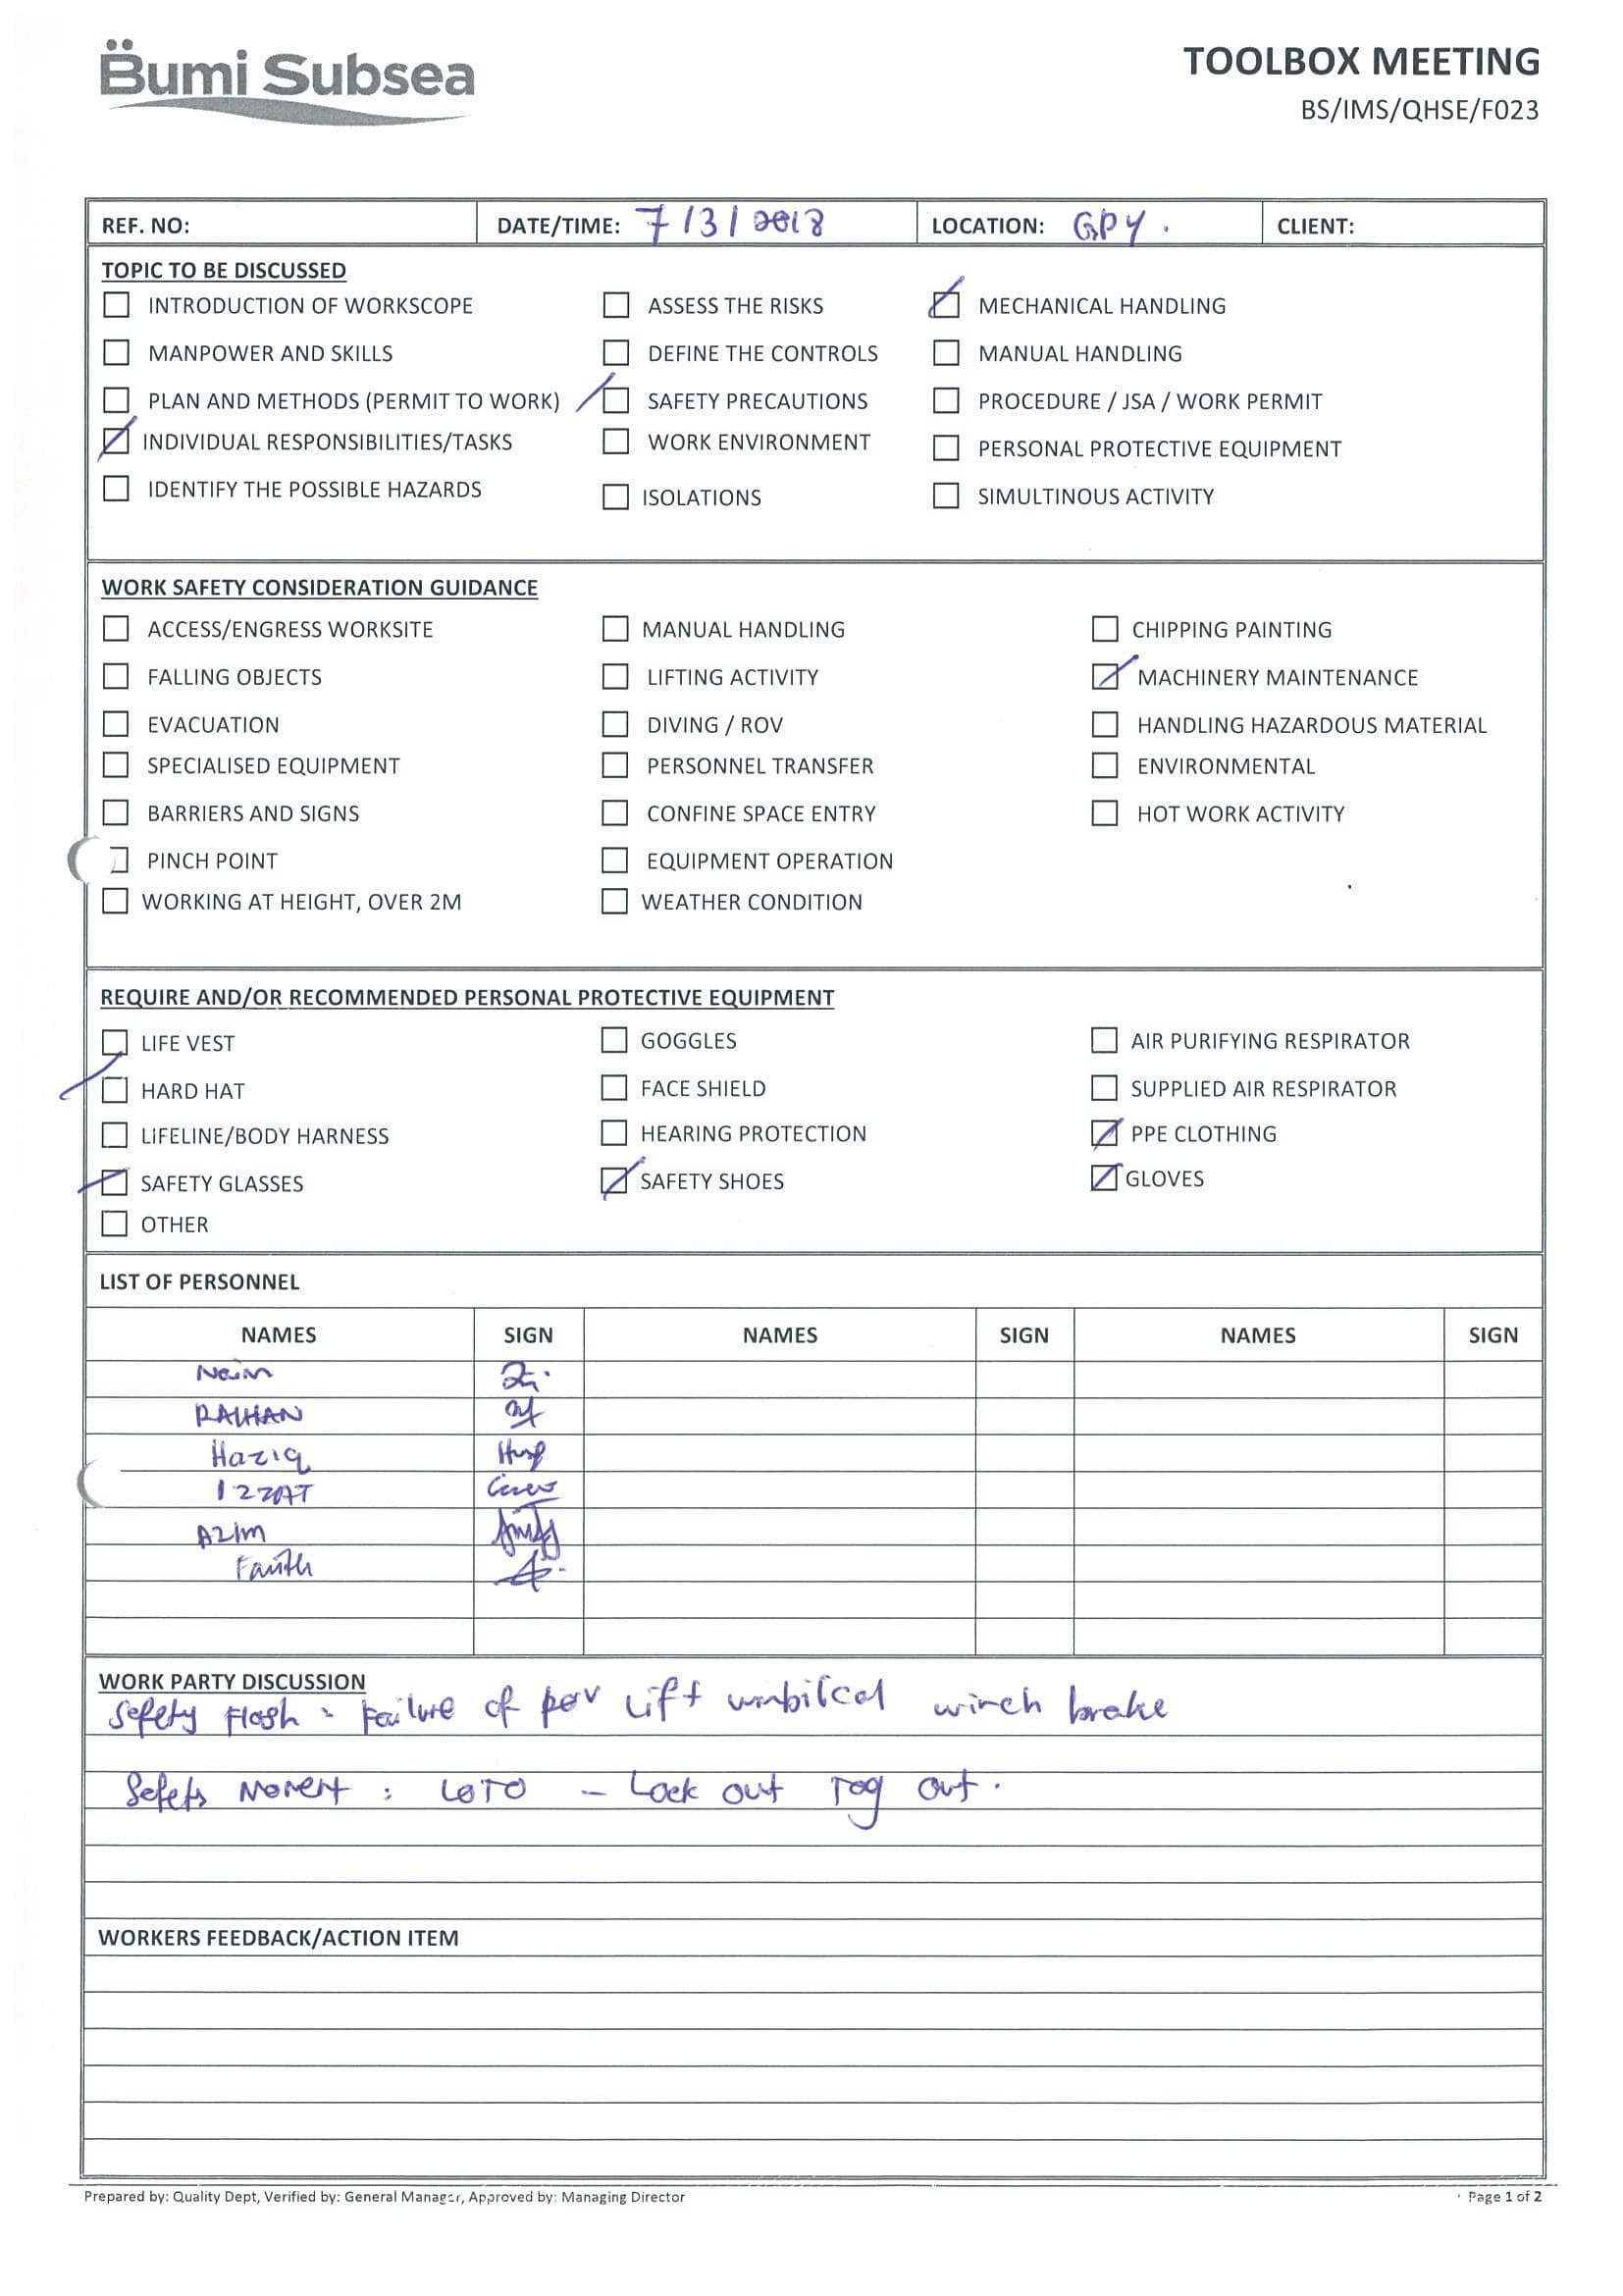 Bumi Subsea
TOOLBOX MEETING
BS/IMS/QHSE/F023
REF. NO: DATE/TIME: 7/3/2018 LOCATION: GPY. CLIENT:
TOPIC TO BE DISCUSSED
INTRODUCTION OF WORKSCOPE ASSESS THE RISKS MECHANICAL HANDLING
MANPOWER AND SKILLS DEFINE THE CONTROLS MANUAL HANDLING
PLAN AND METHODS (PERMIT TO WORK) SAFETY PRECAUTIONS PROCEDURE / JSA / WORK PERMIT
INDIVIDUAL RESPONSIBILITIES/TASKS WORK ENVIRONMENT PERSONAL PROTECTIVE EQUIPMENT
IDENTIFY THE POSSIBLE HAZARDS ISOLATIONS SIMULTINOUS ACTIVITY
WORK SAFETY CONSIDERATION GUIDANCE
ACCESS/ENGRESS WORKSITE MANUAL HANDLING CHIPPING PAINTING
FALLING OBJECTS LIFTING ACTIVITY MACHINERY MAINTENANCE
EVACUATION DIVING / ROV HANDLING HAZARDOUS MATERIAL
SPECIALISED EQUIPMENT PERSONNEL TRANSFER ENVIRONMENTAL
BARRIERS AND SIGNS CONFINE SPACE ENTRY HOT WORK ACTIVITY
PINCH POINT EQUIPMENT OPERATION
WORKING AT HEIGHT, OVER 2M WEATHER CONDITION
REQUIRE AND/OR RECOMMENDED PERSONAL PROTECTIVE EQUIPMENT
LIFE VEST GOGGLES AIR PURIFYING RESPIRATOR
HARD HAT FACE SHIELD SUPPLIED AIR RESPIRATOR
LIFELINE/BODY HARNESS HEARING PROTECTION PPE CLOTHING
SAFETY GLASSES SAFETY SHOES GLOVES
OTHER
LIST OF PERSONNEL
NAMES SIGN NAMES SIGN NAMES SIGN
Naim
RAIHAN
Haziq
IZZAT
AZIM
WORK PARTY DISCUSSION
Safety Flash : Failure of lift umbilical winch brake
Safety Moment : LOTO - Lock out Tag out.
WORKERS FEEDBACK/ACTION ITEM
Prepared by: Quality Dept, Verified by: General Manager, Approved by: Managing Director Page 1 of 2